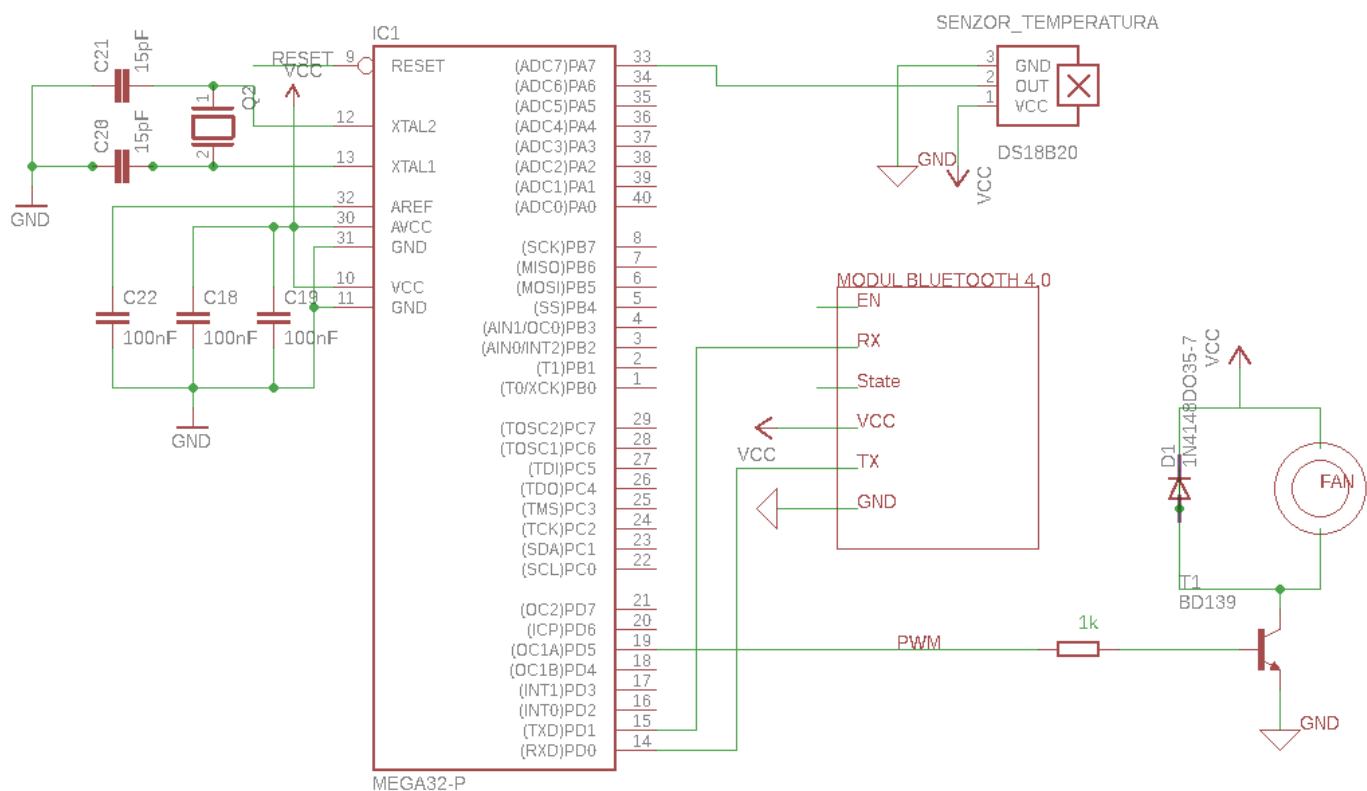 SENZOR_TEMPERATURA
IC1
C21
15pF
RESET
VCC
9
RESET
(ADC7)PA7
33
3
GND
1
Q2
(ADC6)PA6
34
2
OUT
(ADC5)PA5
35
1
VCC
12
XTAL2
(ADC4)PA4
36
C20
15pF
(ADC3)PA3
37
DS18B20
2
13
XTAL1
(ADC2)PA2
38
GND
VCC
(ADC1)PA1
39
32
AREF
(ADC0)PA0
40
GND
30
AVCC
31
GND
(SCK)PB7
8
(MISO)PB6
7
10
VCC
(MOSI)PB5
6
11
GND
(SS)PB4
5
C22
100nF
C18
100nF
C19
100nF
(AIN1/OC0)PB3
4
(AIN0/INT2)PB2
3
(T1)PB1
2
(T0/XCK)PB0
1
GND
MODUL BLUETOOTH 4.0
EN
RX
State
VCC
VCC
TX
GND
(TOSC2)PC7
29
(TOSC1)PC6
28
(TDI)PC5
27
(TDO)PC4
26
(TMS)PC3
25
(TCK)PC2
24
(SDA)PC1
23
(SCL)PC0
22
VCC
D1
1N4148DO35-7
FAN
T1
BD139
(OC2)PD7
21
(ICP)PD6
20
(OC1A)PD5
19
PWM
1k
(OC1B)PD4
18
(INT1)PD3
17
(INT0)PD2
16
(TXD)PD1
15
(RXD)PD0
14
GND
MEGA32-P